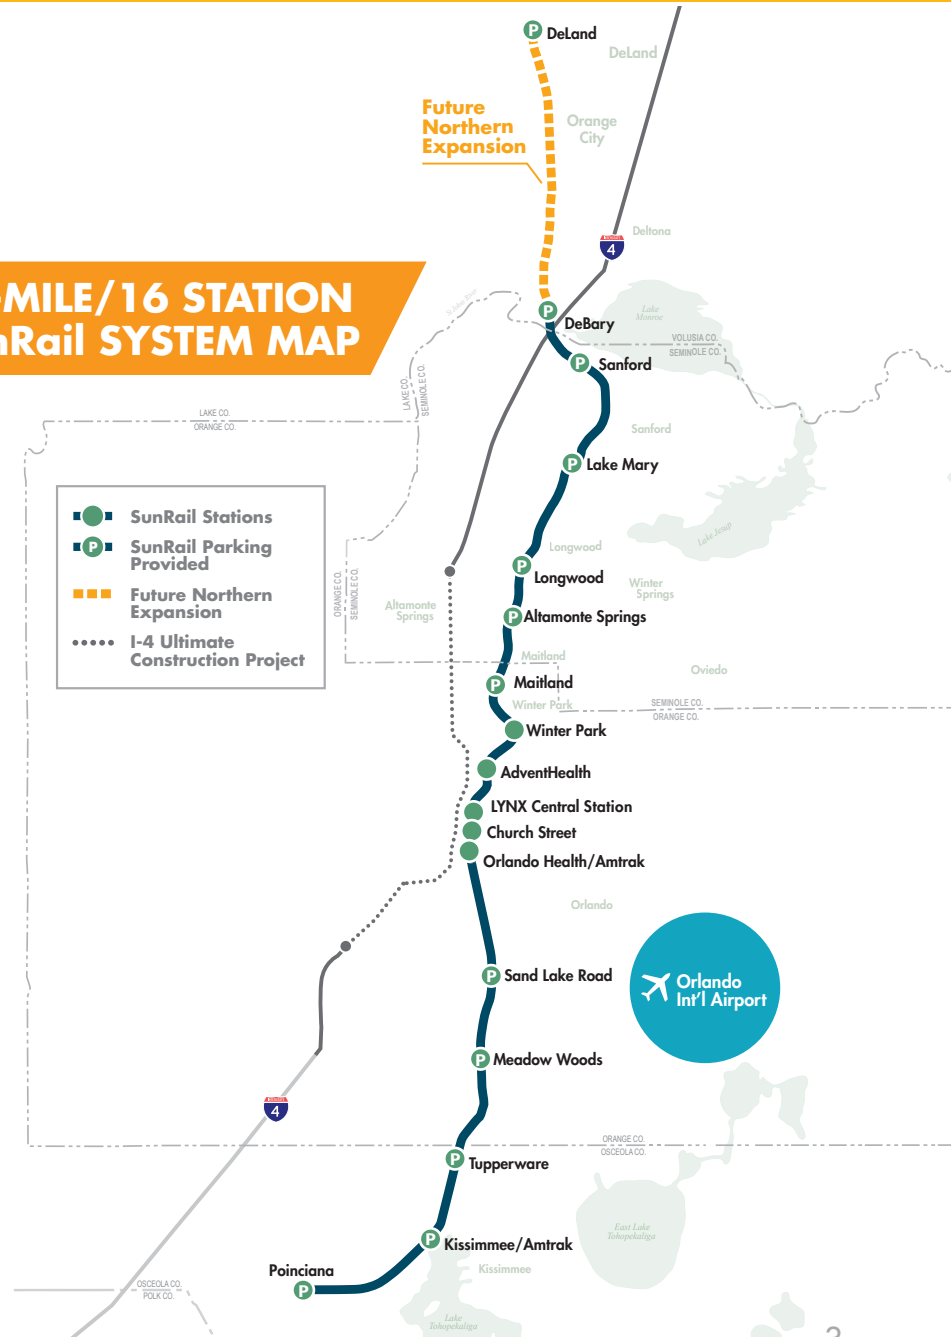 DeLand
DeLand
Future
Northern
Expansion
Orange
City
Deltona
4
-MILE/16 STATION
nRail SYSTEM MAP
St Johns River
Lake
Monroe
DeBary
VOLUSIA CO.
SEMINOLE CO.
Sanford
LAKE CO.
SEMINOLE CO.
LAKE CO.
ORANGE CO.
Sanford
Lake Mary
SunRail Stations
P
SunRail Parking
Provided
Future Northern
Expansion
I-4 Ultimate
Construction Project
Lake Jesup
Longwood
Longwood
ORANGE CO.
SEMINOLE CO.
Winter
Springs
Altamonte
Springs
Altamonte Springs
Maitland
Oviedo
Maitland
Winter Park
SEMINOLE CO.
ORANGE CO.
Winter Park
AdventHealth
LYNX Central Station
Church Street
Orlando Health/Amtrak
Orlando
Sand Lake Road
Orlando
Int'l Airport
Meadow Woods
4
ORANGE CO.
OSCEOLA CO.
Tupperware
East Lake
Tohopekaliga
Kissimmee/Amtrak
Kissimmee
Poinciana
OSCEOLA CO.
POLK CO.
Lake
Tohopekaliga